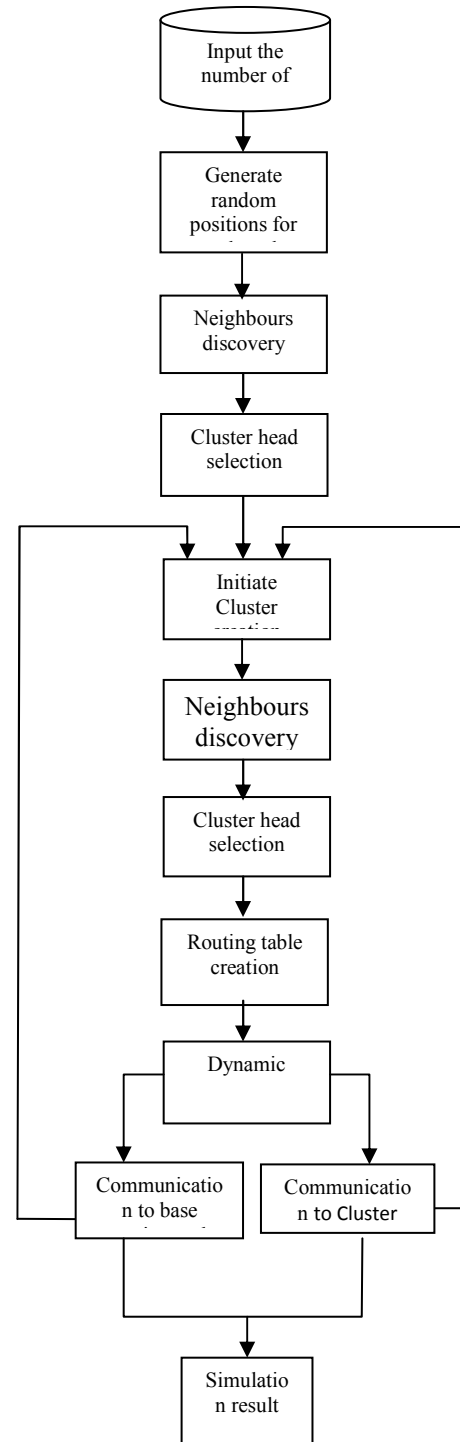 Input the
number of
Generate
random
positions for
Neighbours
discovery
Cluster head
selection
Initiate
Cluster
creation
Neighbours
discovery
Cluster head
selection
Routing table
creation
Dynamic
Communicatio
n to base
Communicatio
n to Cluster
Simulatio
n result